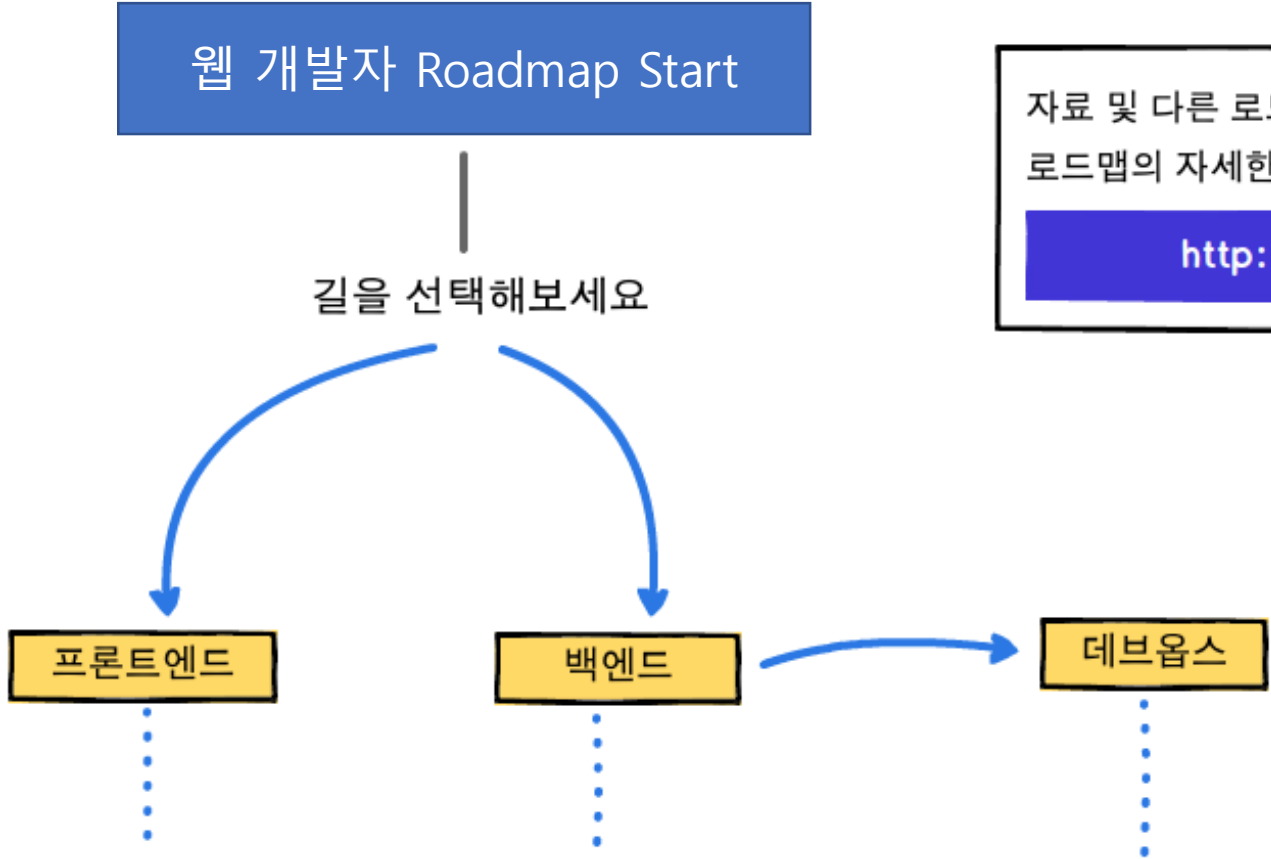 웹 개발자 Roadmap Start
자료 및 다른
로드맵의 자세한
http:
길을 선택해보세요
프론트엔드
백엔드
데브옵스